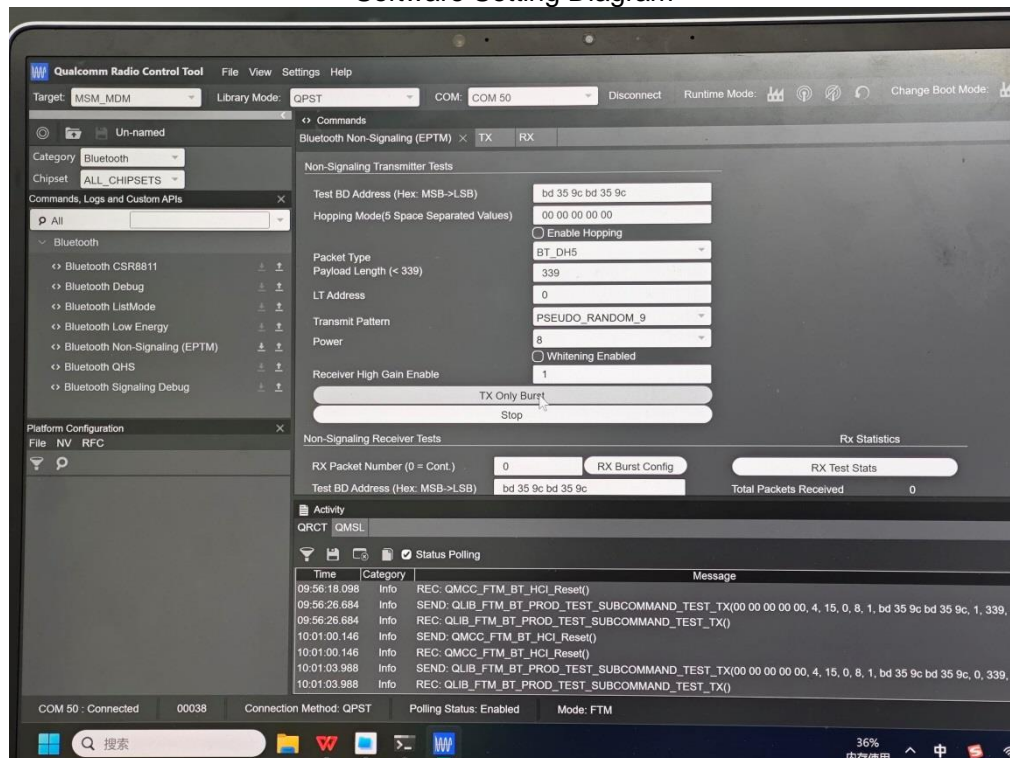 Software Setting Diagram
Qualcomm Radio Control Tool File View Settings Help
Target: MSM_MDM Library Mode: QPST COM: COM 50 Disconnect Runtime Mode: Change Boot Mode:
Un-named
Category Bluetooth
Chipset ALL_CHIPSETS
Commands, Logs and Custom APIs
All
Bluetooth
Bluetooth CSR8811
Bluetooth Debug
Bluetooth ListMode
Bluetooth Low Energy
Bluetooth Non-Signaling (EPTM)
Bluetooth QHS
Bluetooth Signaling Debug
Platform Configuration
File NV RFC
Commands
Bluetooth Non-Signaling (EPTM) TX RX
Non-Signaling Transmitter Tests
Test BD Address (Hex: MSB->LSB) bd 35 9c bd 35 9c
Hopping Mode(5 Space Separated Values) 00 00 00 00 00
Enable Hopping
Packet Type BT_DH5
Payload Length (< 339) 339
LT Address 0
Transmit Pattern PSEUDO_RANDOM_9
Power 8
Whitening Enabled
Receiver High Gain Enable 1
TX Only Burst
Stop
Non-Signaling Receiver Tests Rx Statistics
RX Packet Number (0 = Cont.) 0 RX Burst Config RX Test Stats
Test BD Address (Hex: MSB->LSB) bd 35 9c bd 35 9c Total Packets Received 0
Activity
QRCT QMSL
Status Polling
Time Category Message
09:56:18.098 Info REC: QMCC_FTM_BT_HCI_Reset()
09:56:26.684 Info SEND: QLIB_FTM_BT_PROD_TEST_SUBCOMMAND_TEST_TX(00 00 00 00 00, 4, 15, 0, 8, 1, bd 35 9c bd 35 9c, 1, 339,
09:56:26.684 Info REC: QLIB_FTM_BT_PROD_TEST_SUBCOMMAND_TEST_TX()
10:01:00.146 Info SEND: QMCC_FTM_BT_HCI_Reset()
10:01:00.146 Info REC: QMCC_FTM_BT_HCI_Reset()
10:01:03.988 Info SEND: QLIB_FTM_BT_PROD_TEST_SUBCOMMAND_TEST_TX(00 00 00 00 00, 4, 15, 0, 8, 1, bd 35 9c bd 35 9c, 0, 339,
10:01:03.988 Info REC: QLIB_FTM_BT_PROD_TEST_SUBCOMMAND_TEST_TX()
COM 50 : Connected 00038 Connection Method: QPST Polling Status: Enabled Mode: FTM
搜索
36%
内存使用
中